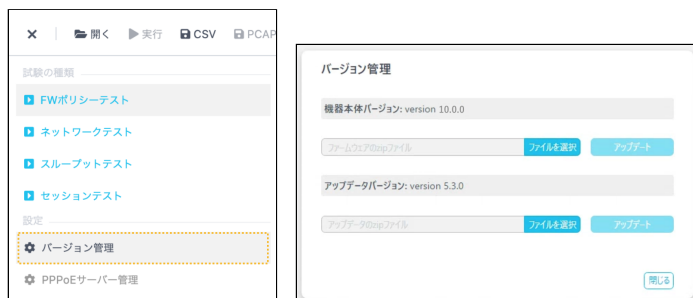 × 開く 実行 CSV PCAP
試験の種類
FWポリシーテスト
ネットワークテスト
スループットテスト
セッションテスト
設定
バージョン管理
PPPoEサーバー管理
バージョン管理
機器本体バージョン: version 10.0.0
ファームウェアのzipファイル ファイルを選択 アップデート
アップデータバージョン: version 5.3.0
アップデータのzipファイル ファイルを選択 アップデート
閉じる